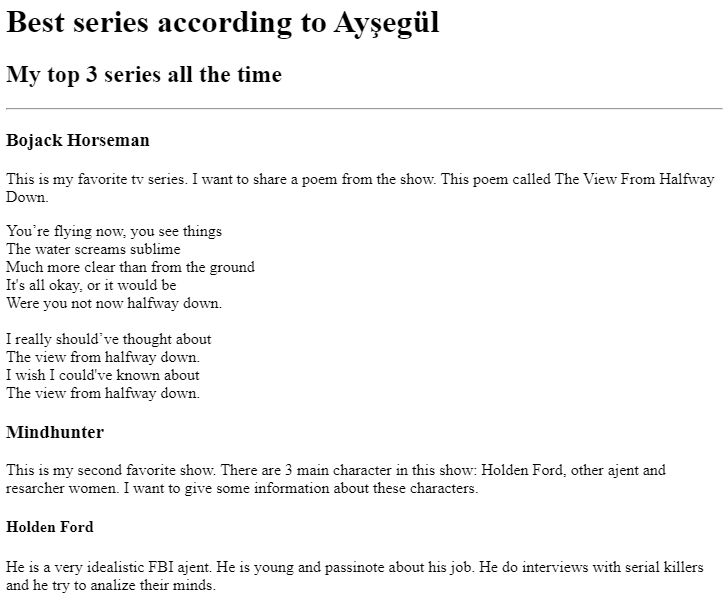 Best series according to Ayşegül
My top 3 series all the time
Bojack Horseman
This is my favorite tv series. I want to share a poem from the show. This poem called The View From Halfway
Down.
You’re flying now, you see things
The water screams sublime
Much more clear than from the ground
It's all okay, or it would be
Were you not now halfway down.
I really should’ve thought about
The view from halfway down.
I wish I could've known about
The view from halfway down.
Mindhunter
This is my second favorite show. There are 3 main character in this show: Holden Ford, other ajent and
resarcher women. I want to give some information about these characters.
Holden Ford
He is a very idealistic FBI ajent. He is young and passinote about his job. He do interviews with serial killers
and he try to analize their minds.